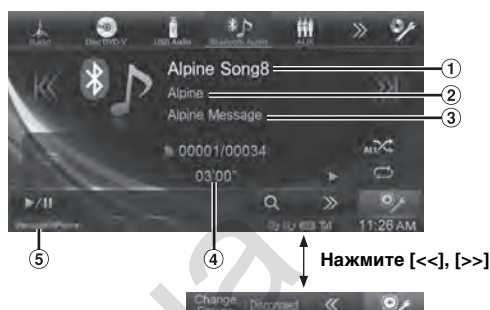 Radio Disc/DVD-V USB Audio Bluetooth Audio AUX
Alpine Song8 1
Alpine 2
Alpine Message 3
00001/00034 ALL
03'00"
11:26 AM
5 4
Нажмите [<<], [>>]
Change Disconnect